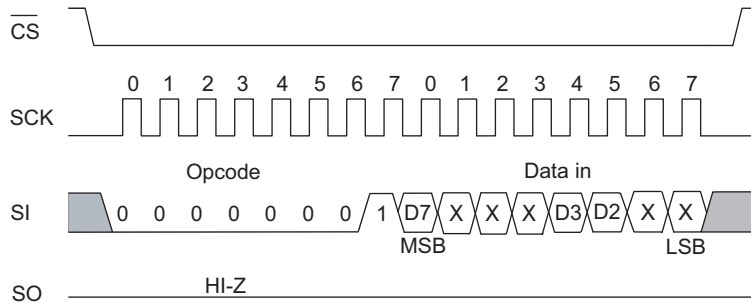 CS
0 1 2 3 4 5 6 7 0 1 2 3 4 5 6 7
SCK
Opcode Data in
SI 0 0 0 0 0 0 0 1 D7 X X X D3 D2 X X
MSB LSB
HI-Z
SO